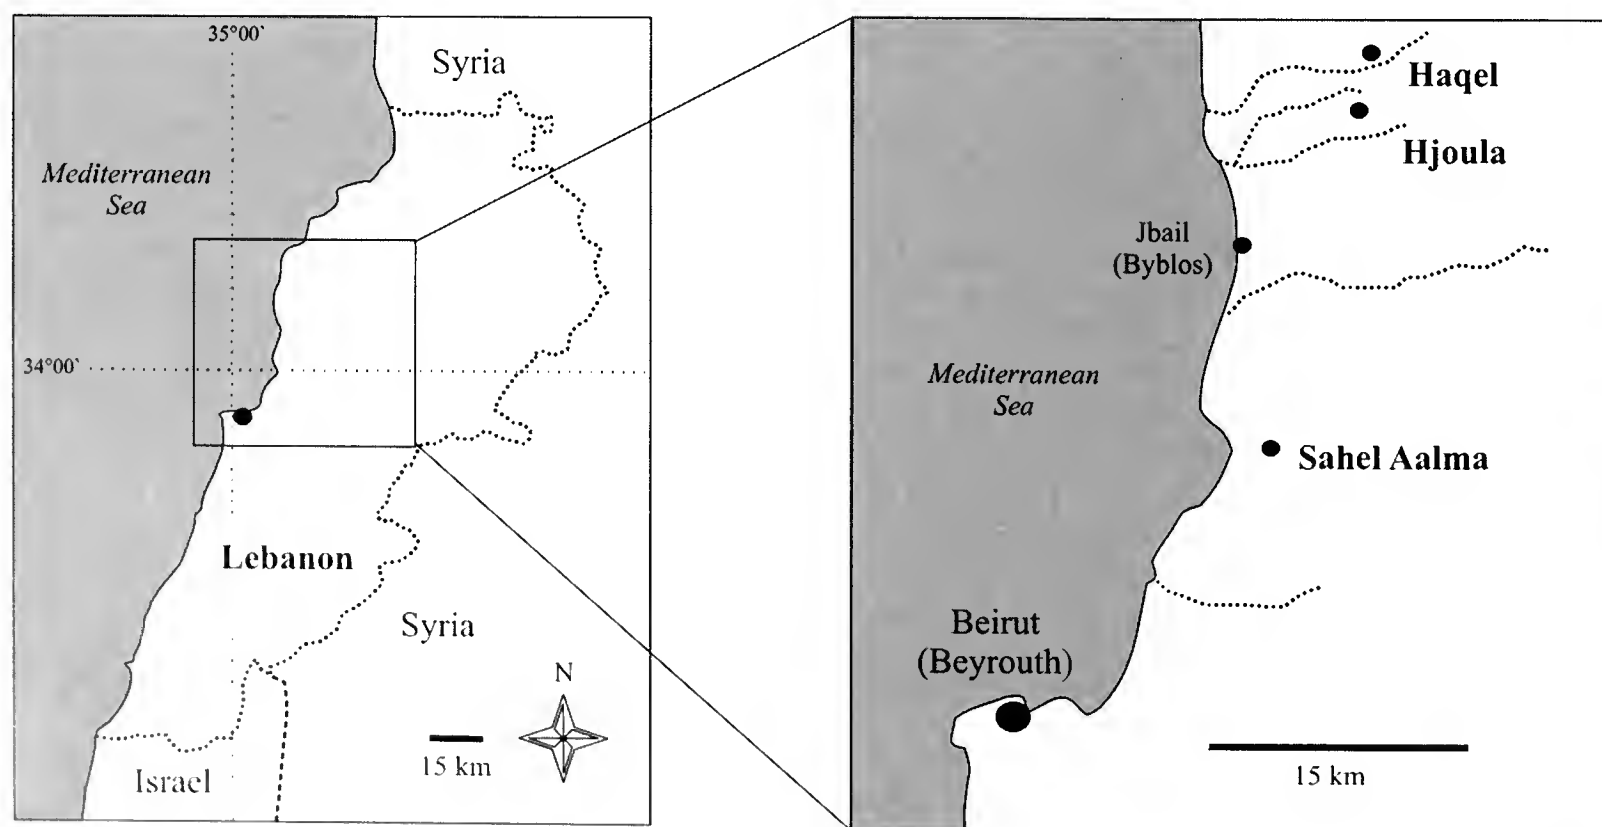 35°00`
Syria
Mediterranean
Sea
34°00`
Lebanon
Syria
N
15 km
Israel
Haqel
Hjoula
Jbail
(Byblos)
Mediterranean
Sea
Sahel Aalma
Beirut
(Beyrouth)
15 km